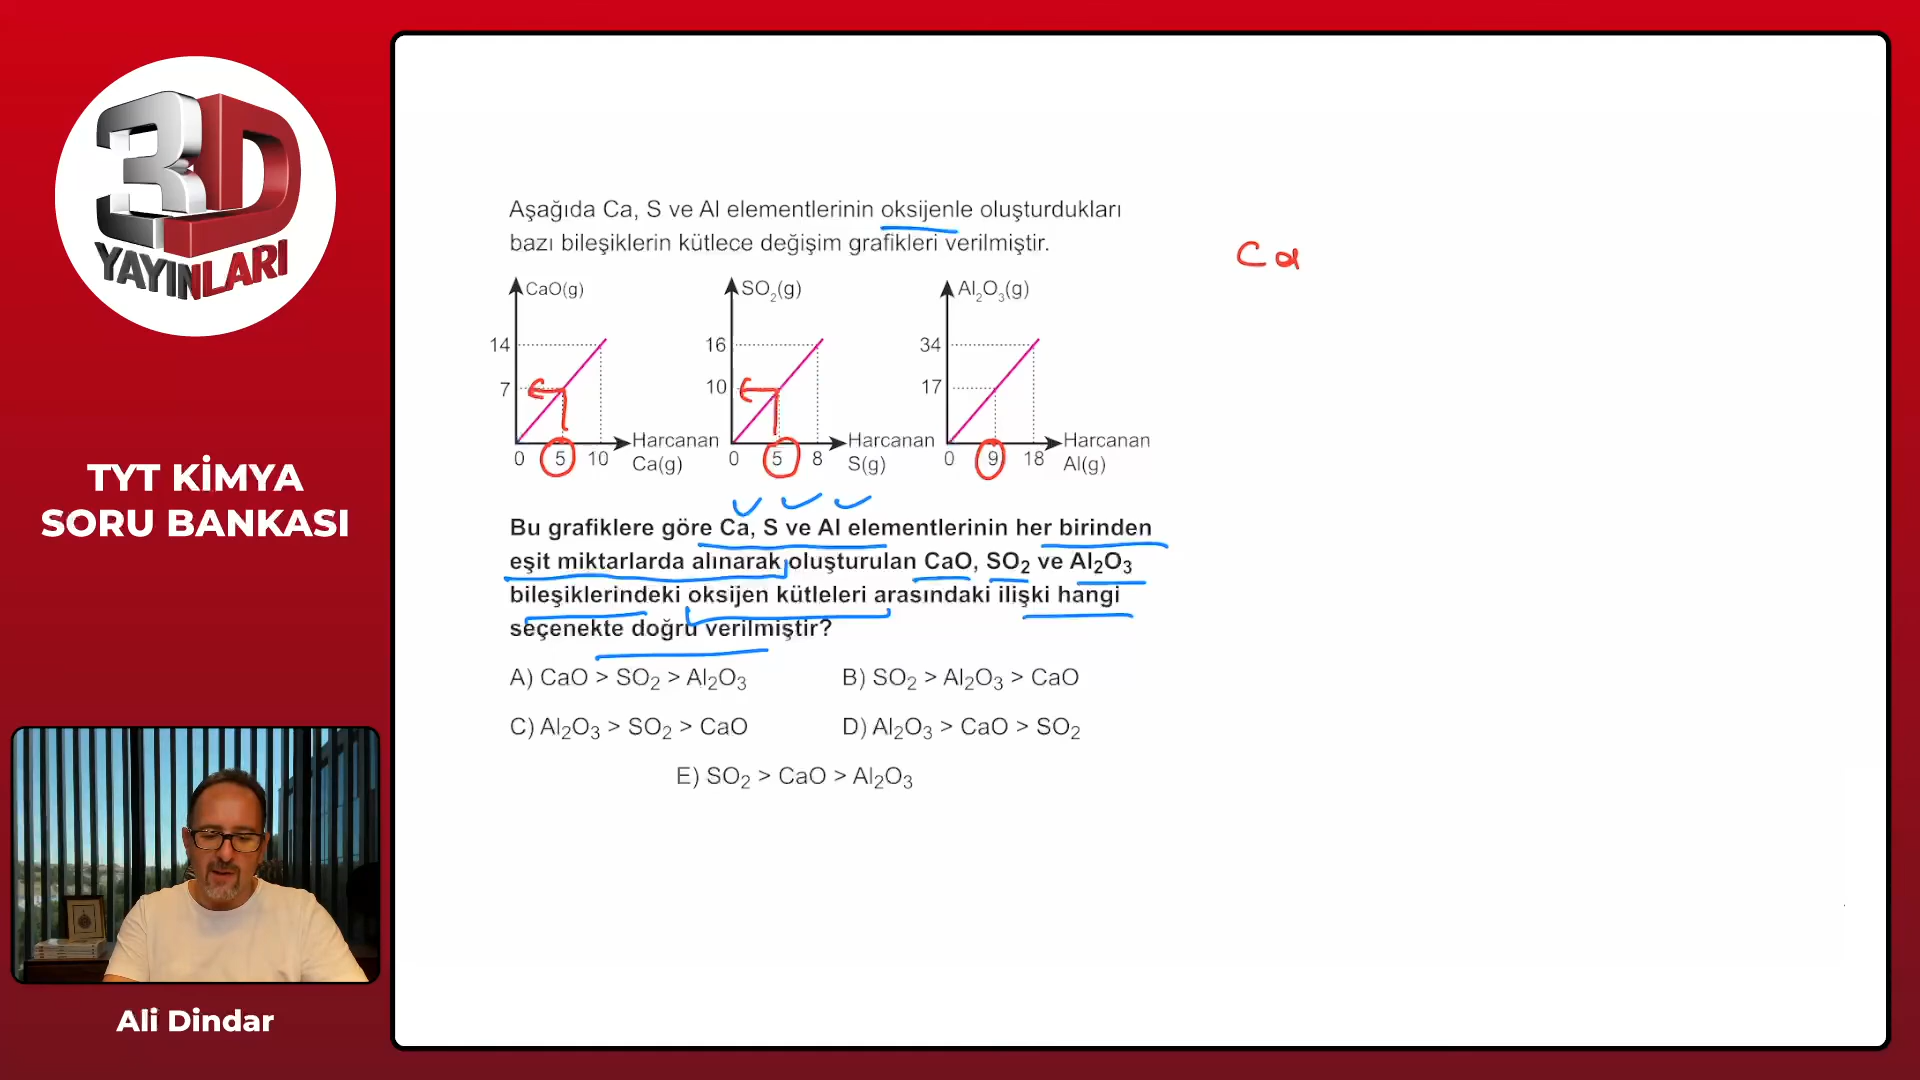 3D
YAYINLARI
TYT KİMYA
SORU BANKASI
Ali Dindar
Aşağıda Ca, S ve Al elementlerinin oksijenle oluşturdukları
bazı bileşiklerin kütlece değişim grafikleri verilmiştir.
Ca
CaO(g)
14
7
0 5 10
Harcanan
Ca(g)
SO₂(g)
16
10
0 5 8
Harcanan
S(g)
Al₂O₃(g)
34
17
0 9 18
Harcanan
Al(g)
Bu grafiklere göre Ca, S ve Al elementlerinin her birinden
eşit miktarlarda alınarak oluşturulan CaO, SO₂ ve Al₂O₃
bileşiklerindeki oksijen kütleleri arasındaki ilişki hangi
seçenekte doğru verilmiştir?
A) CaO > SO₂ > Al₂O₃ B) SO₂ > Al₂O₃ > CaO
C) Al₂O₃ > SO₂ > CaO D) Al₂O₃ > CaO > SO₂
E) SO₂ > CaO > Al₂O₃